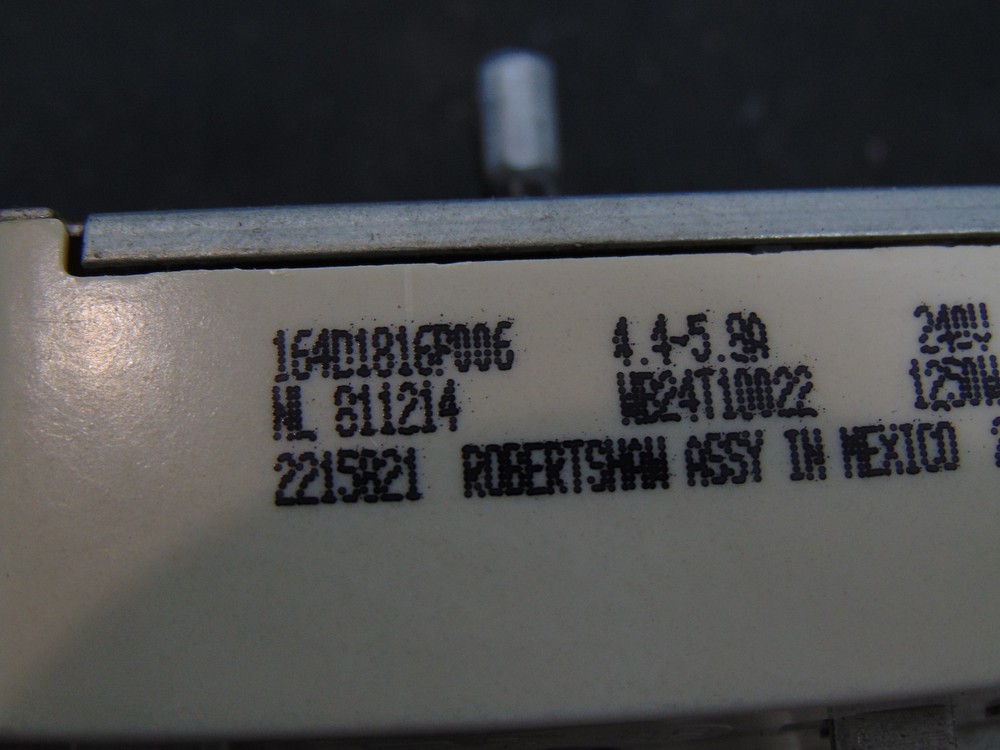 164D1816P006 4.4-5.9A 240V
NL 811214 WB24T10022 1250W
2215821 ROBERTSHAW ASSY IN MEXICO